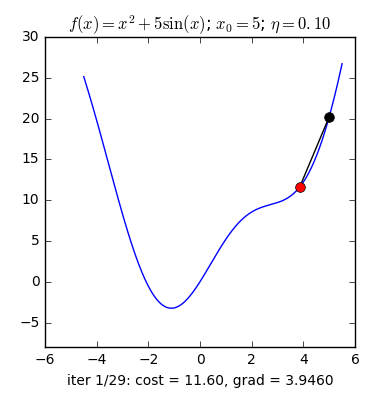 f(x) = x² + 5sin(x); x₀ = 5; η = 0.10
30
25
20
15
10
5
0
−5
−6 −4 −2 0 2 4 6
iter 1/29: cost = 11.60, grad = 3.9460